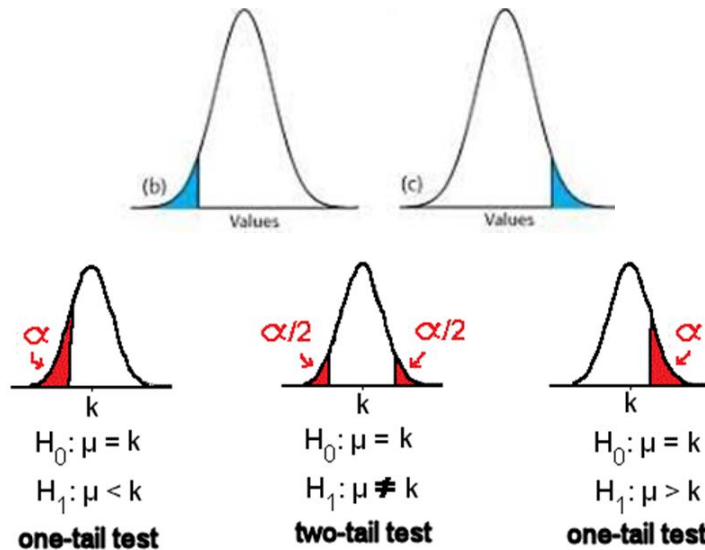 (b)
(c)
Values
Values
α
α/2
α/2
α
k
k
k
H₀: μ = k
H₀: μ = k
H₀: μ = k
H₁: μ < k
H₁: μ ≠ k
H₁: μ > k
one-tail test
two-tail test
one-tail test